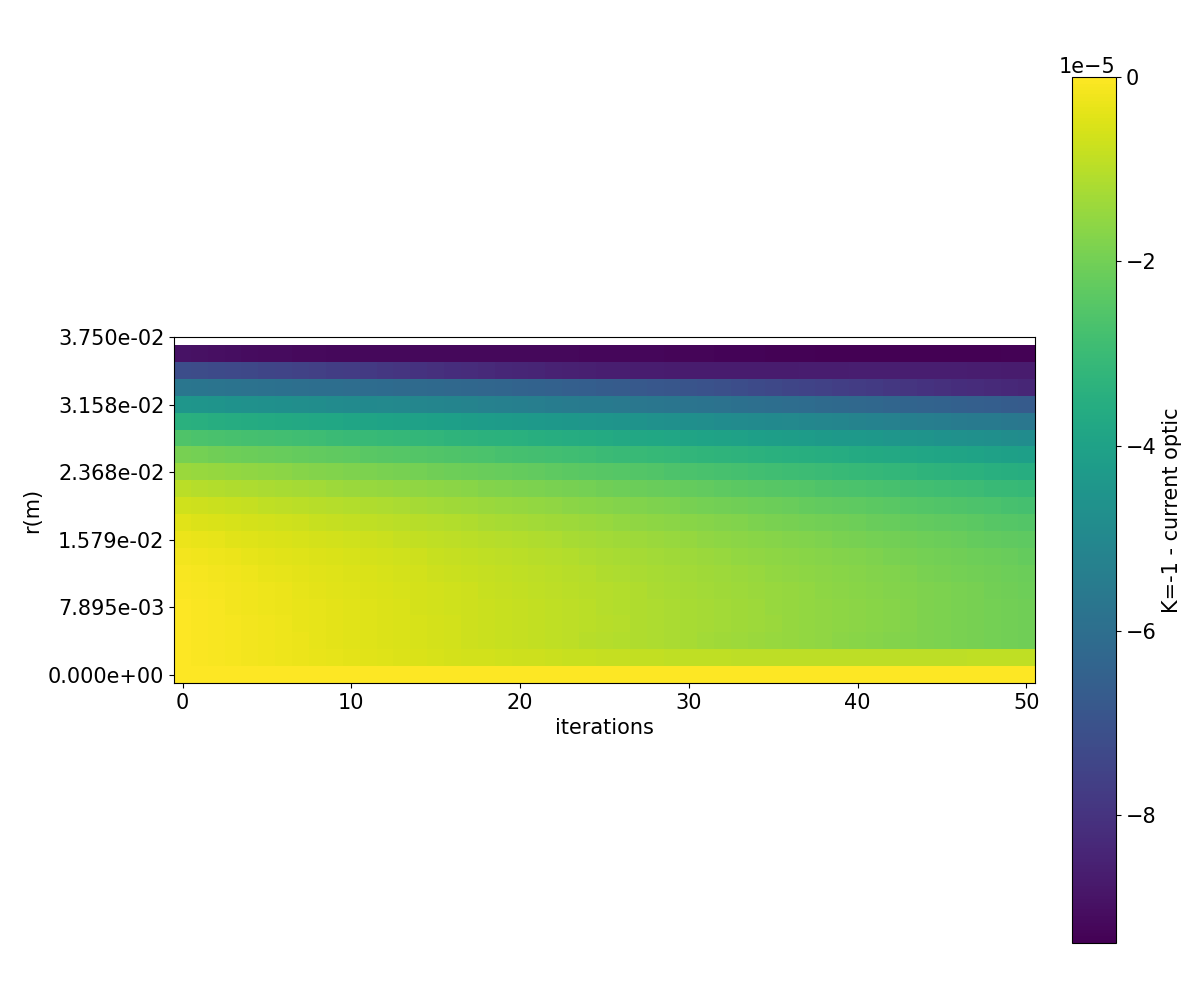 1e−5
0
−2
−4
−6
−8
K=-1 - current optic
3.750e-02
3.158e-02
2.368e-02
1.579e-02
7.895e-03
0.000e+00
r(m)
0 10 20 30 40 50
iterations